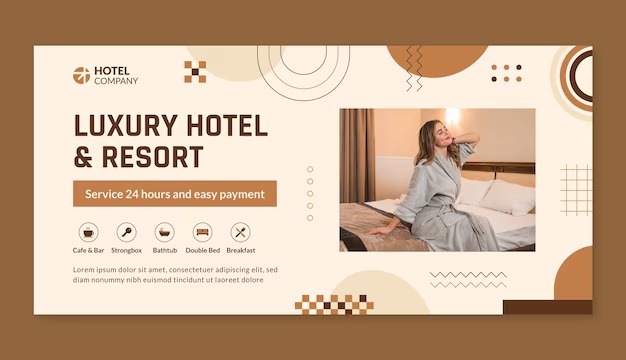 HOTEL
COMPANY
LUXURY HOTEL
& RESORT
Service 24 hours and easy payment
Cafe & Bar Strongbox Bathtub Double Bed Breakfast
Lorem ipsum dolor sit amet, consectetuer adipiscing elit, sed diam nonummy nibh euismod tincidunt ut laoreet dolore